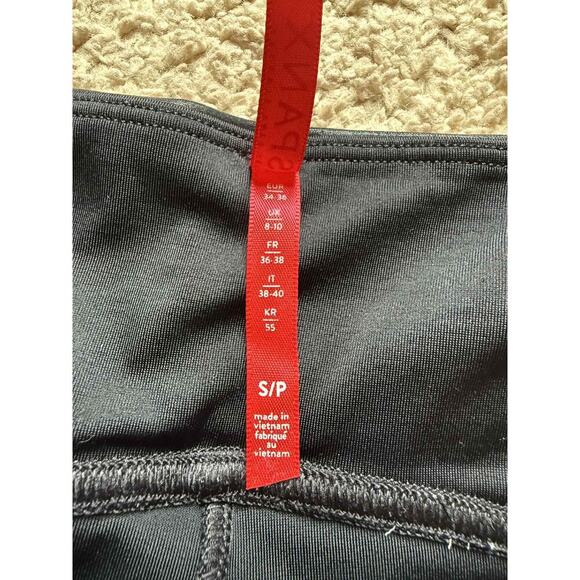 SPANX
EUR
34-36
UK
8-10
FR
36-38
IT
38-40
KR
55
S/P
made in
vietnam
fabriqué
au
vietnam